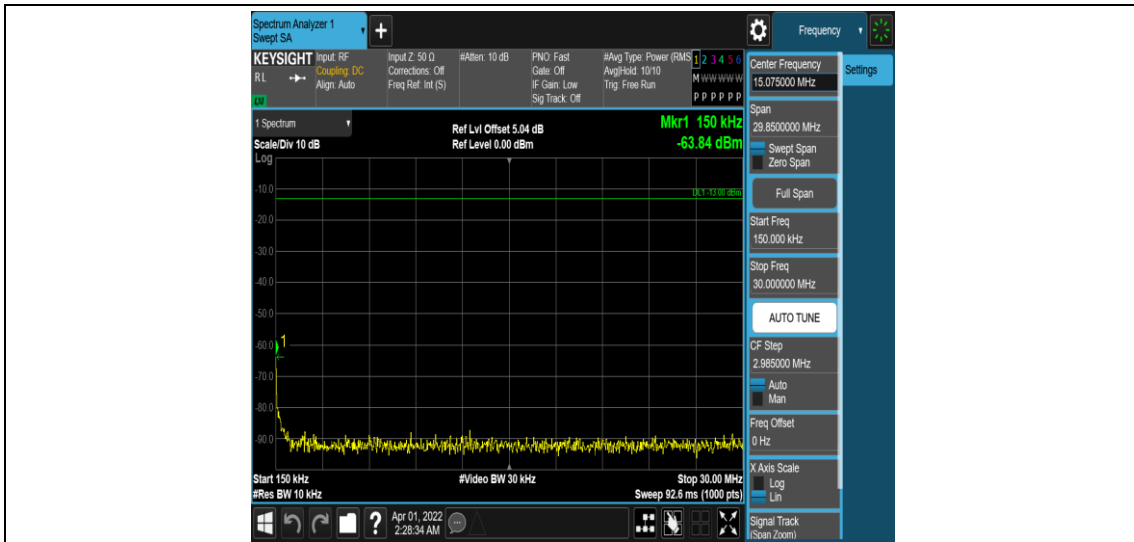 Spectrum Analyzer 1
Swept SA
+
Frequency
KEYSIGHT
RL
LXI
Input: RF
Coupling: DC
Align: Auto
Input Z: 50 Ω
Corrections: Off
Freq Ref: Int (S)
#Atten: 10 dB
PNO: Fast
Gate: Off
IF Gain: Low
Sig Track: Off
#Avg Type: Power (RMS
Avg|Hold: 10/10
Trig: Free Run
1 2 3 4 5 6
M W W W W W
P P P P P P
1 Spectrum
Scale/Div 10 dB
Ref Lvl Offset 5.04 dB
Ref Level 0.00 dBm
Mkr1 150 kHz
-63.84 dBm
Log
DL1 -13.00 dBm
-10.0
-20.0
-30.0
-40.0
-50.0
-60.0
1
-70.0
-80.0
-90.0
Start 150 kHz
#Video BW 30 kHz
Stop 30.00 MHz
#Res BW 10 kHz
Sweep 92.6 ms (1000 pts)
Center Frequency
15.075000 MHz
Settings
Span
29.8500000 MHz
Swept Span
Zero Span
Full Span
Start Freq
150.000 kHz
Stop Freq
30.000000 MHz
AUTO TUNE
CF Step
2.985000 MHz
Auto
Man
Freq Offset
0 Hz
X Axis Scale
Log
Lin
Signal Track
(Span Zoom)
?
Apr 01, 2022
2:28:34 AM